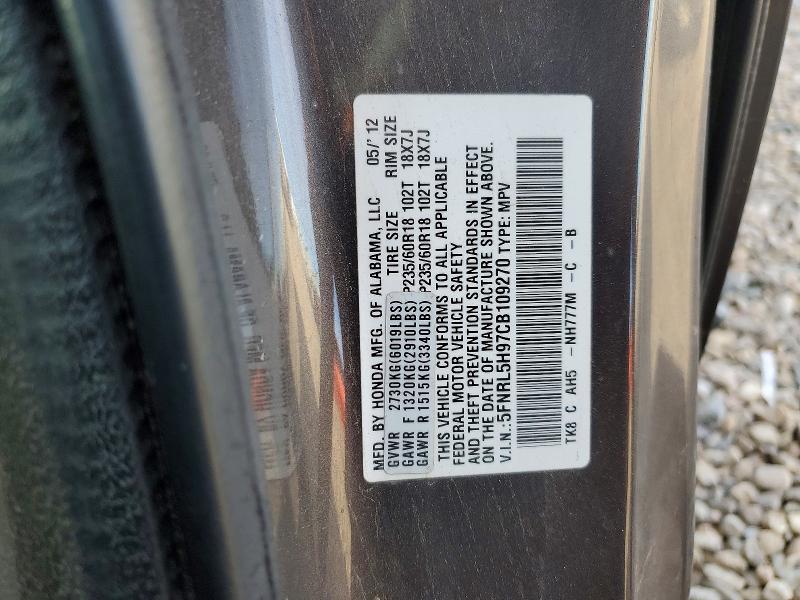 MFD. BY HONDA MFG. OF ALABAMA, LLC 05/'12
GVWR 2730KG(6019LBS) TIRE SIZE RIM SIZE
GAWR F 1320KG(2910LBS) P235/60R18 102T 18X7J
GAWR R 1515KG(3340LBS) P235/60R18 102T 18X7J
THIS VEHICLE CONFORMS TO ALL APPLICABLE
FEDERAL MOTOR VEHICLE SAFETY
AND THEFT PREVENTION STANDARDS IN EFFECT
ON THE DATE OF MANUFACTURE SHOWN ABOVE.
V.I.N.:5FNRL5H97CB109270 TYPE: MPV
TK8 C AH5 -NH777M -C -B